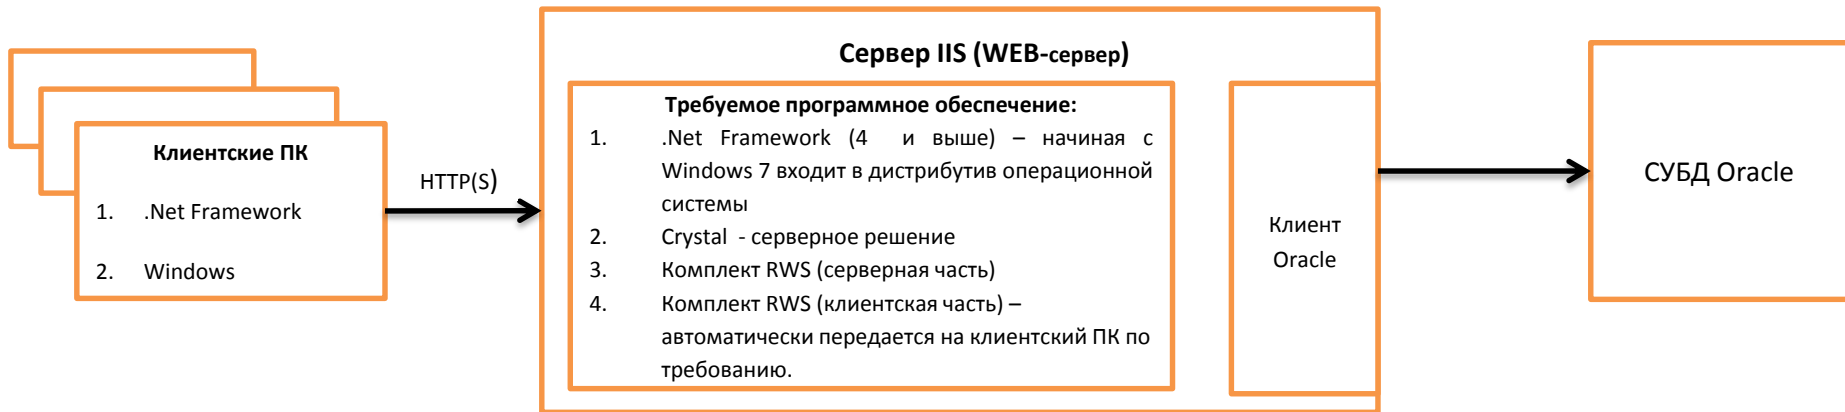 Клиентские ПК
1. .Net Framework
2. Windows
HTTP(S)
Сервер IIS (WEB-сервер)
Требуемое программное обеспечение:
1. .Net Framework (4 и выше) – начиная с
Windows 7 входит в дистрибутив операционной
системы
2. Crystal - серверное решение
3. Комплект RWS (серверная часть)
4. Комплект RWS (клиентская часть) –
автоматически передается на клиентский ПК по
требованию.
Клиент
Oracle
СУБД Oracle